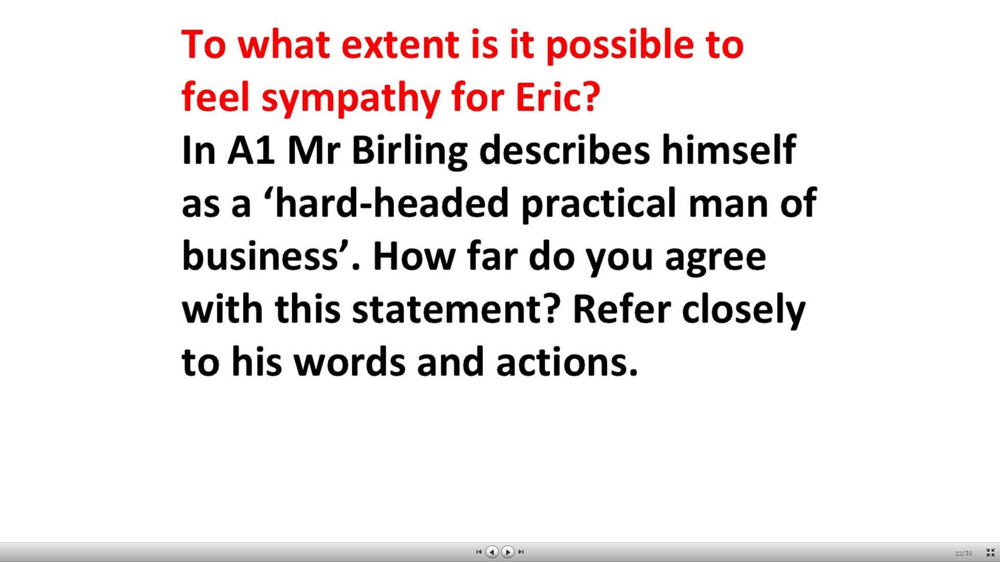 To what extent is it possible to
feel sympathy for Eric?
In A1 Mr Birling describes himself
as a ‘hard-headed practical man of
business’. How far do you agree
with this statement? Refer closely
to his words and actions.
22/31